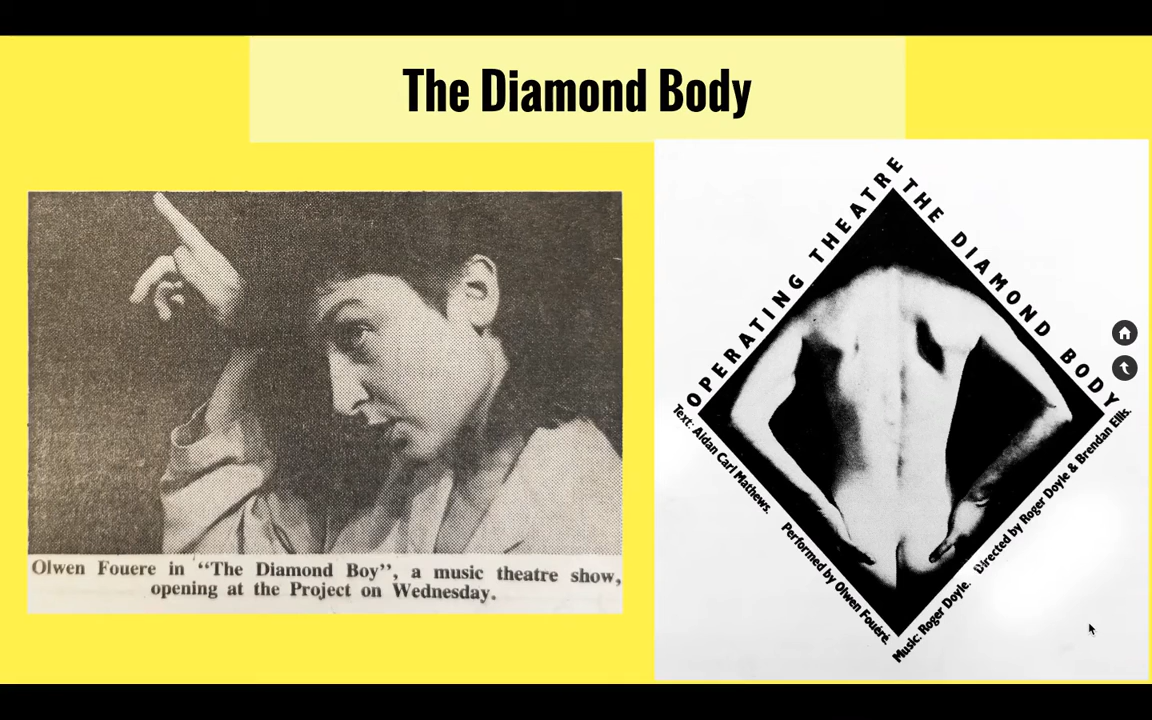 The Diamond Body
Olwen Fouere in “The Diamond Boy”, a music theatre show,
opening at the Project on Wednesday.
OPERATING THEATRE
THE DIAMOND BODY
Text: Aidan Carl Mathews.
Performed by Olwen Fouéré.
Music: Roger Doyle.
Directed by Roger Doyle & Brendan Ellis.